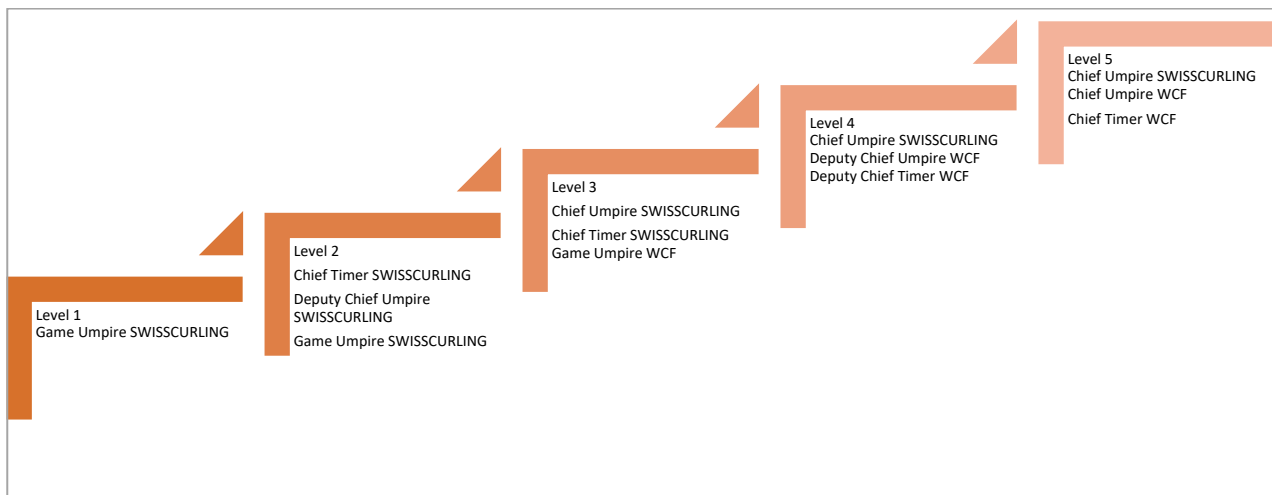 Level 1
Game Umpire SWISSCURLING
Level 2
Chief Timer SWISSCURLING
Deputy Chief Umpire
SWISSCURLING
Game Umpire SWISSCURLING
Level 3
Chief Umpire SWISSCURLING
Chief Timer SWISSCURLING
Game Umpire WCF
Level 4
Chief Umpire SWISSCURLING
Deputy Chief Umpire WCF
Deputy Chief Timer WCF
Level 5
Chief Umpire SWISSCURLING
Chief Umpire WCF
Chief Timer WCF